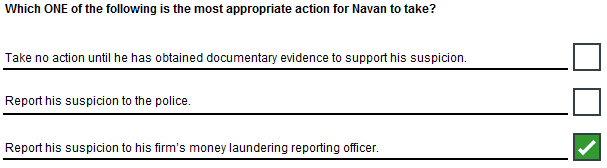 Which ONE of the following is the most appropriate action for Navan to take?
Take no action until he has obtained documentary evidence to support his suspicion.
Report his suspicion to the police.
Report his suspicion to his firm's money laundering reporting officer.